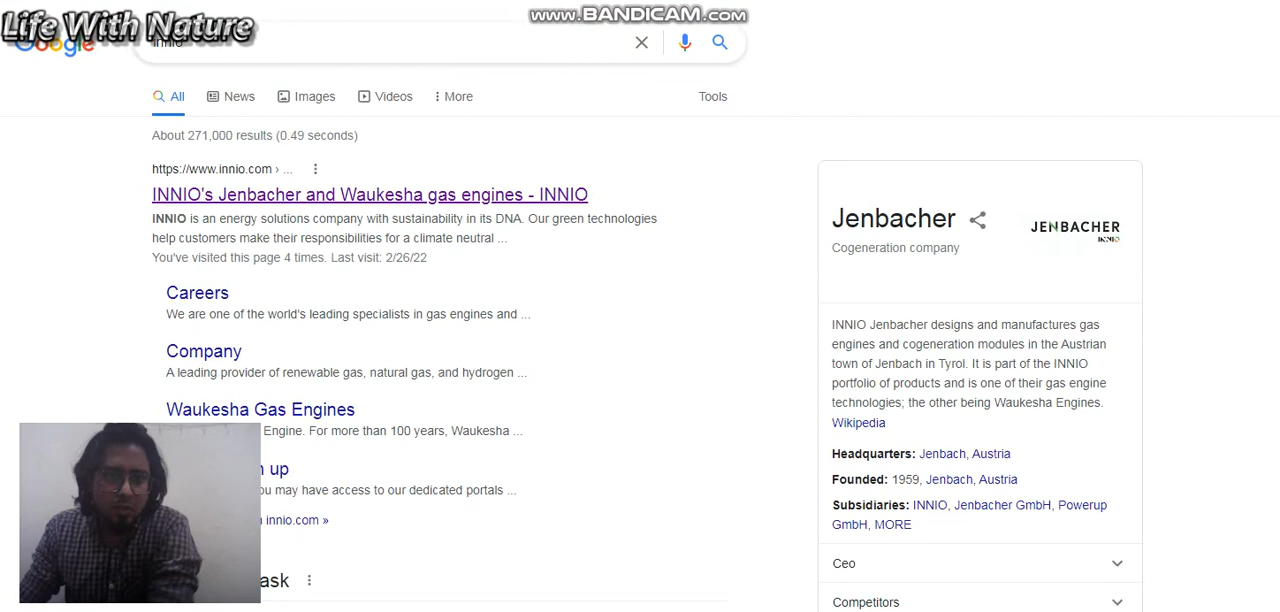 Life With Nature
www.BANDICAM.com
Google
innio
All
News
Images
Videos
More
Tools
About 271,000 results (0.49 seconds)
https://www.innio.com › ...
INNIO's Jenbacher and Waukesha gas engines - INNIO
INNIO is an energy solutions company with sustainability in its DNA. Our green technologies
help customers make their responsibilities for a climate neutral ...
You've visited this page 4 times. Last visit: 2/26/22
Careers
We are one of the world's leading specialists in gas engines and ...
Company
A leading provider of renewable gas, natural gas, and hydrogen ...
Waukesha Gas Engines
Engine. For more than 100 years, Waukesha ...
up
you may have access to our dedicated portals ...
innio.com »
ask
Jenbacher
Cogeneration company
JENBACHER
INNIO
INNIO Jenbacher designs and manufactures gas
engines and cogeneration modules in the Austrian
town of Jenbach in Tyrol. It is part of the INNIO
portfolio of products and is one of their gas engine
technologies; the other being Waukesha Engines.
Wikipedia
Headquarters: Jenbach, Austria
Founded: 1959, Jenbach, Austria
Subsidiaries: INNIO, Jenbacher GmbH, Powerup
GmbH, MORE
Ceo
Competitors